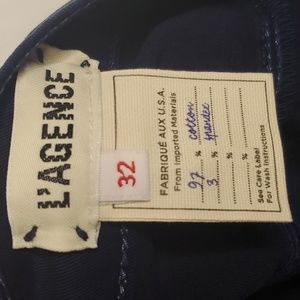 L'AGENCE
32
FABRIQUÉ AUX U.S.A.
From Imported Materials
97 % cotton
3 % spandex
%
%
See Care Label
For Wash Instructions